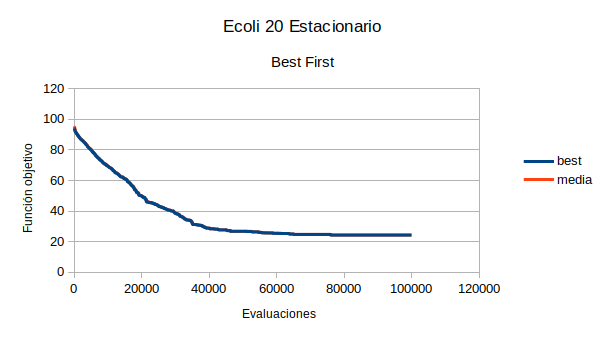 Ecoli 20 Estacionario
Best First
120
100
80
60
40
20
0
0 20000 40000 60000 80000 100000 120000
Función objetivo
Evaluaciones
best
media